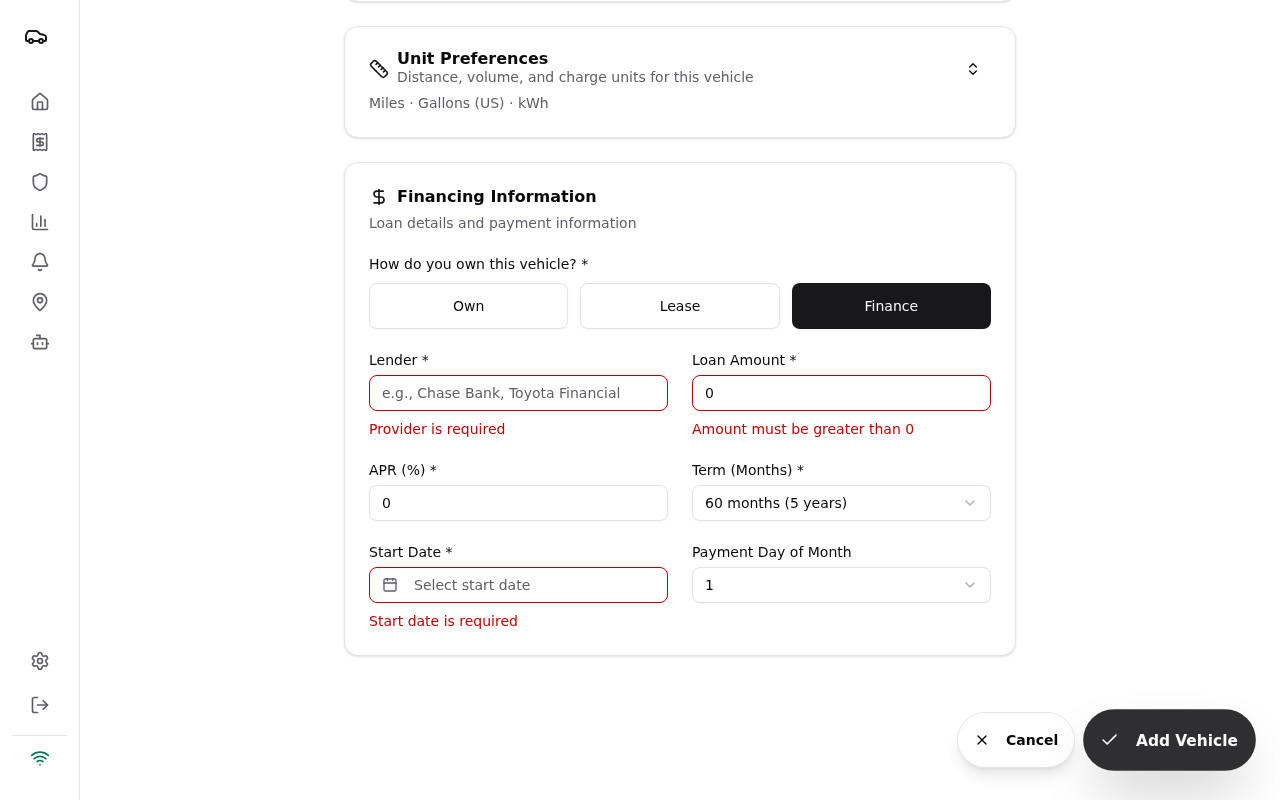 Unit Preferences
Distance, volume, and charge units for this vehicle
Miles · Gallons (US) · kWh
Financing Information
Loan details and payment information
How do you own this vehicle? *
Own
Lease
Finance
Lender *
Loan Amount *
e.g., Chase Bank, Toyota Financial
0
Provider is required
Amount must be greater than 0
APR (%) *
Term (Months) *
0
60 months (5 years)
Start Date *
Payment Day of Month
Select start date
1
Start date is required
Cancel
Add Vehicle